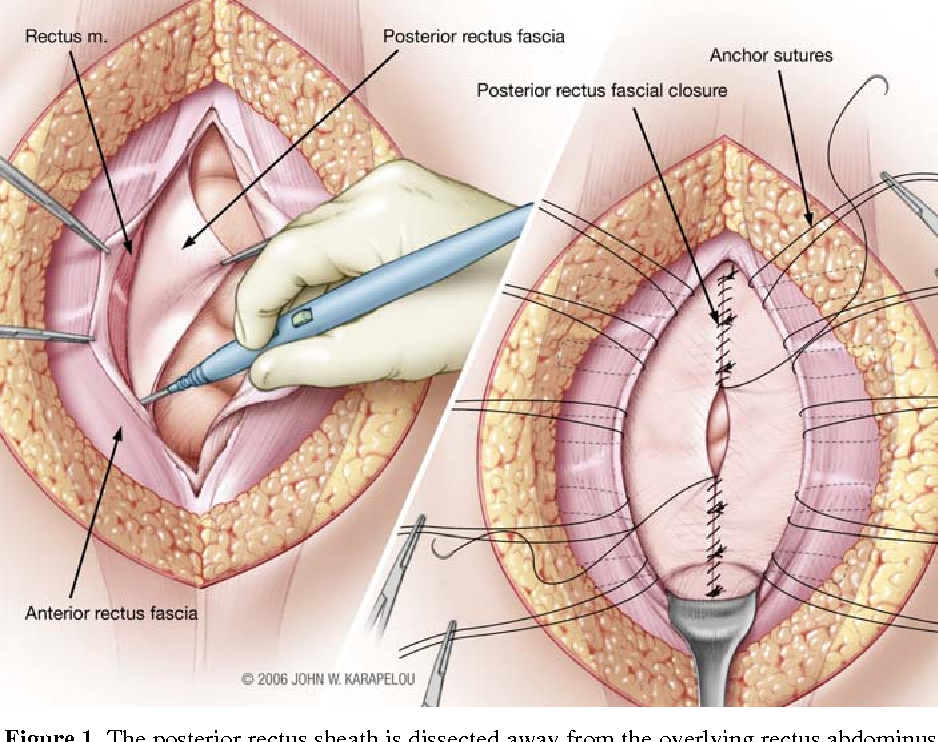 Rectus m.
Posterior rectus fascia
Anchor sutures
Posterior rectus fascial closure
Anterior rectus fascia
© 2006 JOHN W. KARAPELOU
Figure 1. The posterior rectus sheath is dissected away from the overlying rectus abdominus